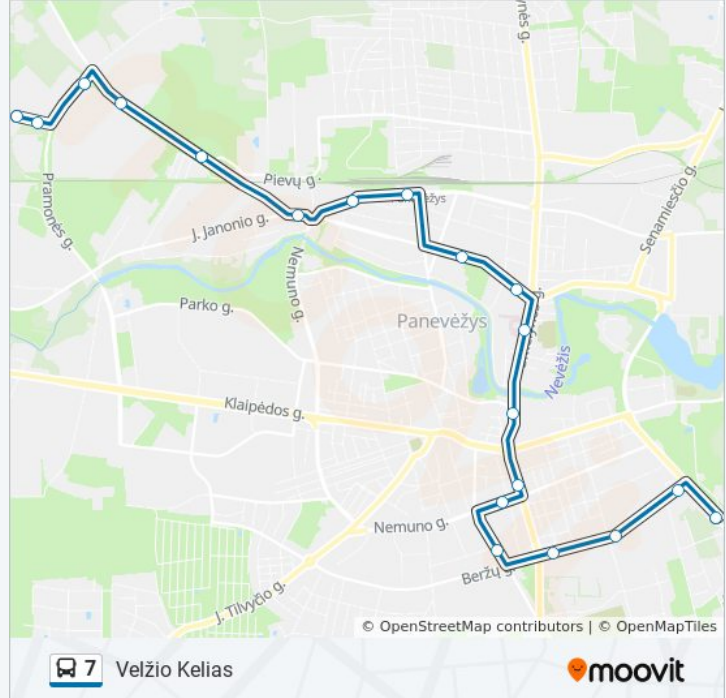 ynės g.
Pievų g.
Senamiesčio g.
Pramonės g.
J. Janonio g.
Nemuno g.
Parko g.
Panevėžys
Nevėžis
Klaipėdos g.
Nemuno g.
Beržų g.
J. Tilvyčio g.
© OpenStreetMap contributors | © OpenMapTiles
7 Velžio Kelias
moovit